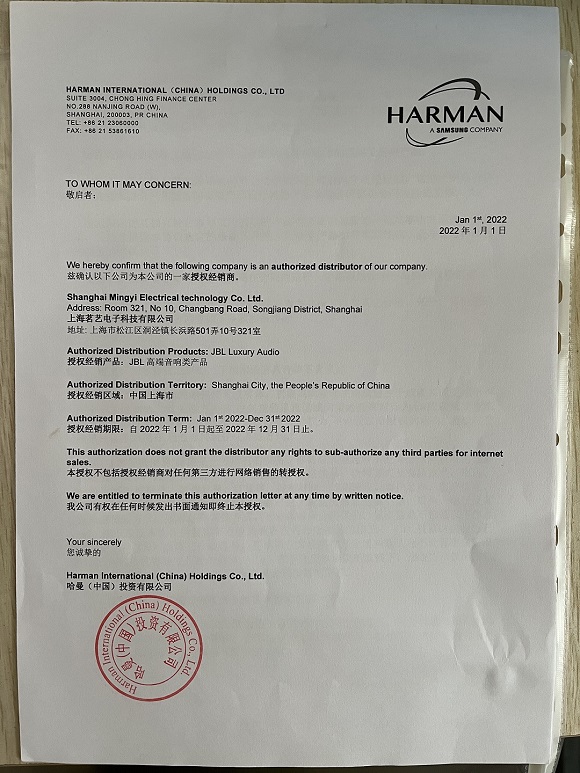 HARMAN INTERNATIONAL (CHINA) HOLDINGS CO., LTD
SUITE 3004, CHONG HING FINANCE CENTER
NO.288 NANJING ROAD (W),
SHANGHAI, 200003, PR CHINA
TEL: +86 21 23060000
FAX: +86 21 53861610
HARMAN
A SAMSUNG COMPANY
TO WHOM IT MAY CONCERN:
敬启者：
Jan 1st, 2022
2022 年 1 月 1 日
We hereby confirm that the following company is an authorized distributor of our company.
兹确认以下公司为本公司的一家授权经销商。
Shanghai Mingyi Electrical technology Co. Ltd.
Address: Room 321, No 10, Changbang Road, Songjiang District, Shanghai
上海茗艺电子科技有限公司
地址: 上海市松江区洞泾镇长浜路501弄10号321室
Authorized Distribution Products: JBL Luxury Audio
授权经销产品：JBL 高端音响类产品
Authorized Distribution Territory: Shanghai City, the People's Republic of China
授权经销区域：中国上海市
Authorized Distribution Term: Jan 1st 2022-Dec 31st 2022
授权经销期限：自 2022 年 1 月 1 日起至 2022 年 12 月 31 日止。
This authorization does not grant the distributor any rights to sub-authorize any third parties for internet
sales.
本授权不包括授权经销商对任何第三方进行网络销售的转授权。
We are entitled to terminate this authorization letter at any time by written notice.
我公司有权在任何时候发出书面通知即终止本授权。
Your sincerely
您诚挚的
Harman International (China) Holdings Co., Ltd.
哈曼（中国）投资有限公司
Harman International (China) Holdings Co., Ltd.
哈曼(中国)投资有限公司